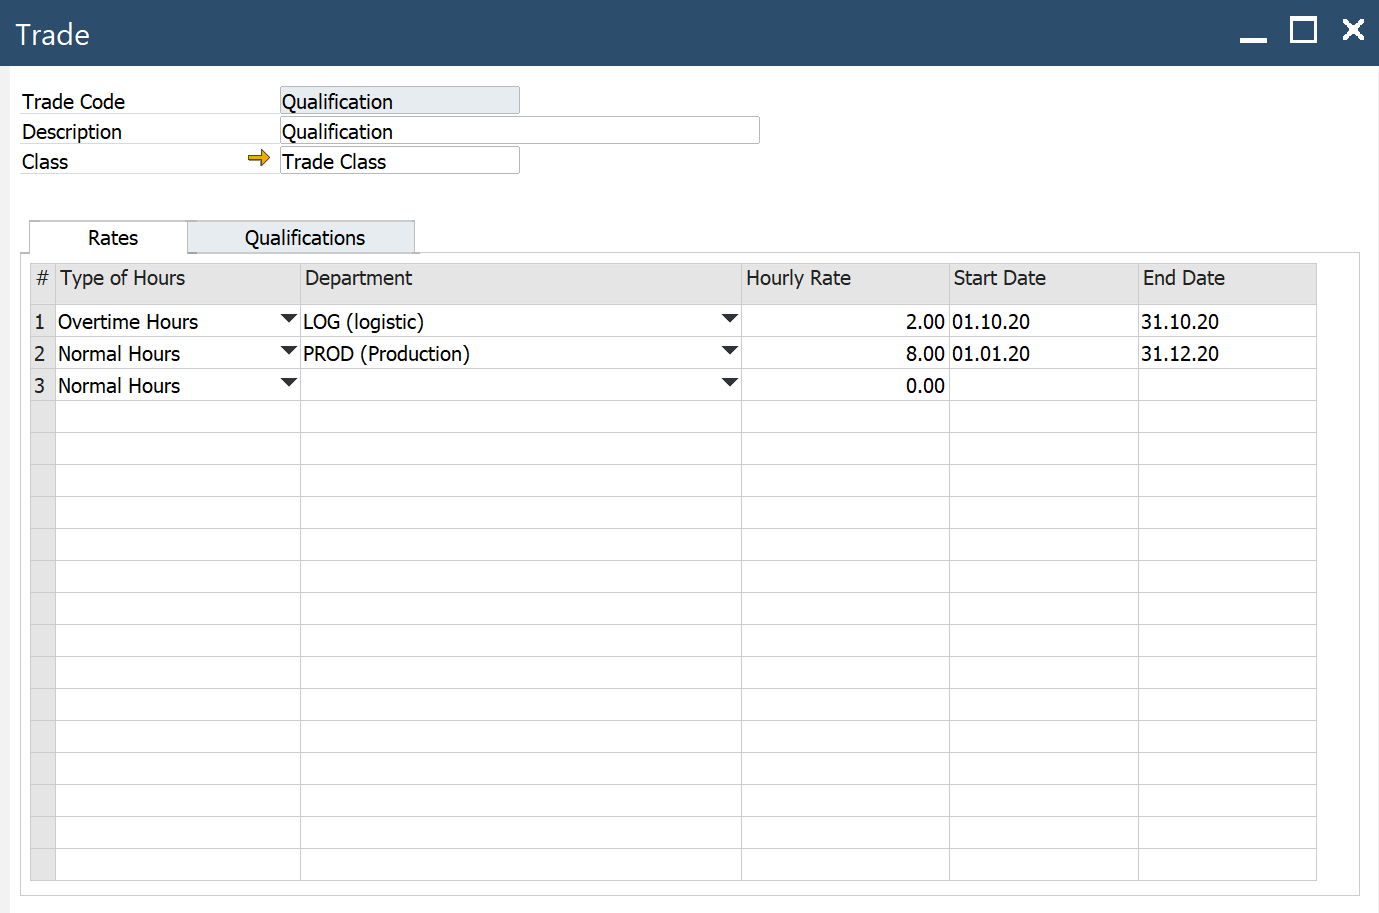 Trade
Trade Code Qualification
Description Qualification
Class Trade Class
Rates Qualifications
# Type of Hours Department Hourly Rate Start Date End Date
1 Overtime Hours LOG (logistic) 2.00 01.10.20 31.10.20
2 Normal Hours PROD (Production) 8.00 01.01.20 31.12.20
3 Normal Hours 0.00